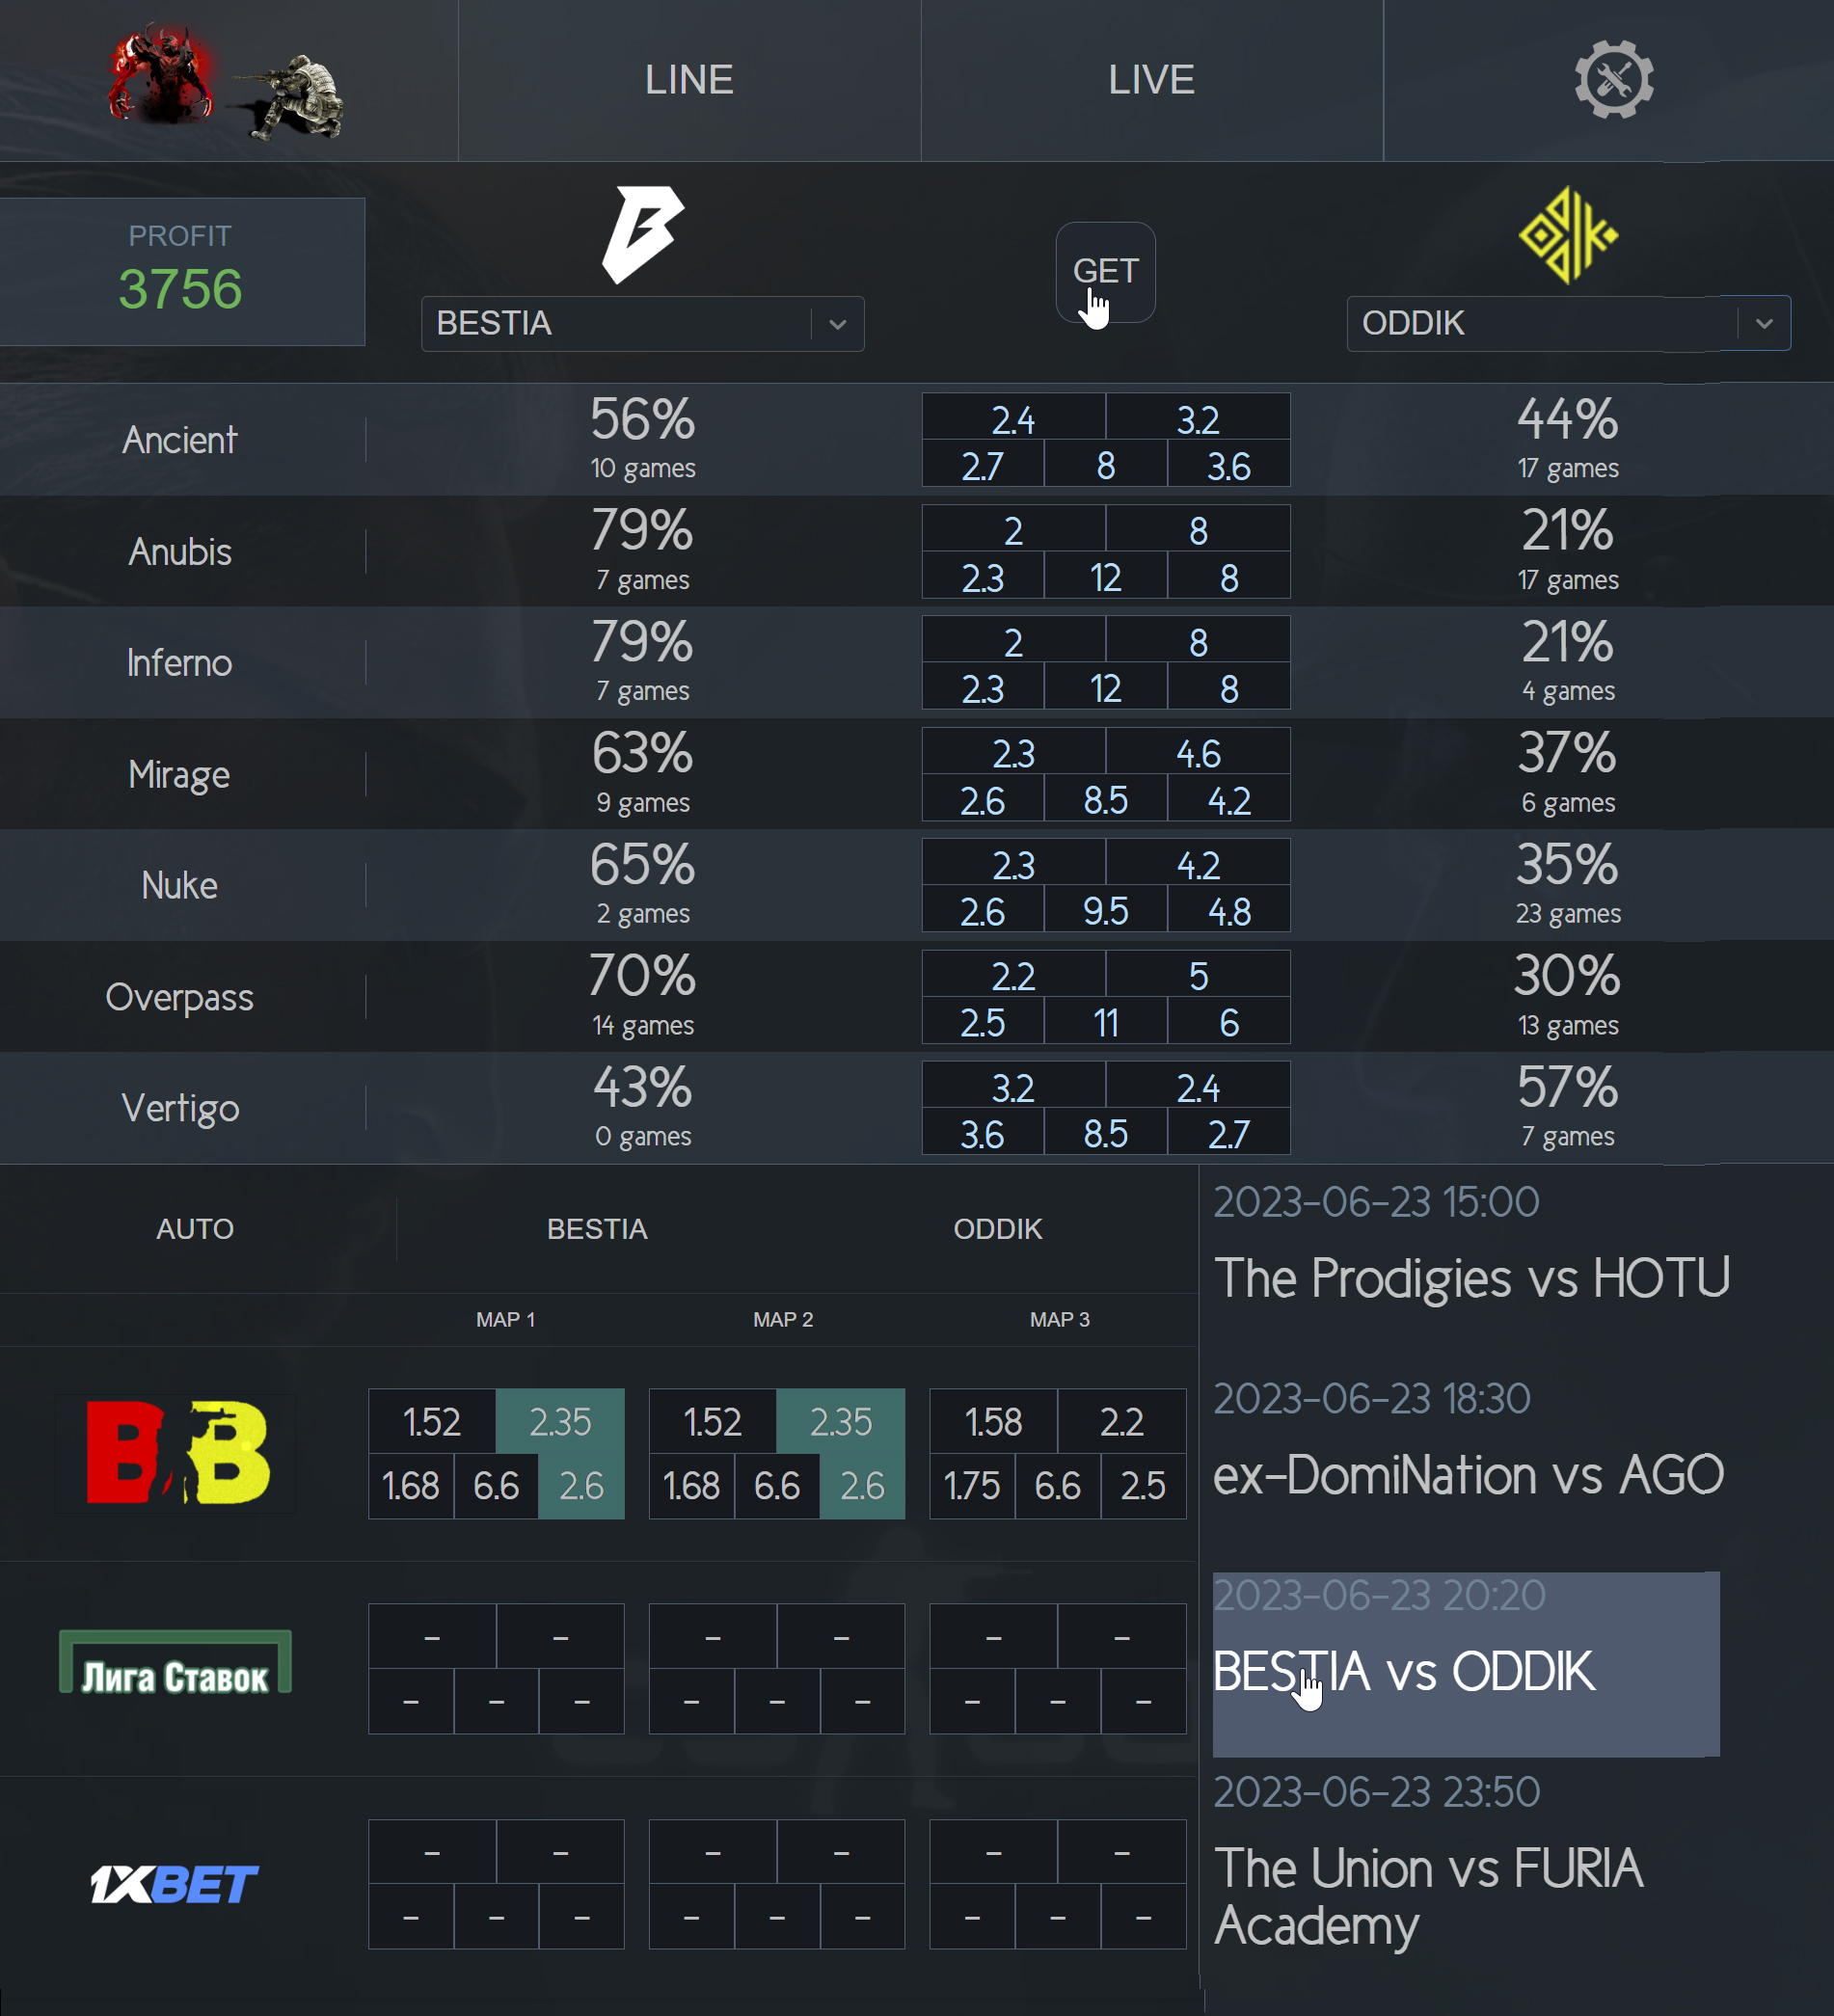 LINE
LIVE
PROFIT
3756
BESTIA
GET
ODDIK
Ancient
56%
10 games
2.4 3.2
2.7 8 3.6
44%
17 games
Anubis
79%
7 games
2 8
2.3 12 8
21%
17 games
Inferno
79%
7 games
2 8
2.3 12 8
21%
4 games
Mirage
63%
9 games
2.3 4.6
2.6 8.5 4.2
37%
6 games
Nuke
65%
2 games
2.3 4.2
2.6 9.5 4.8
35%
23 games
Overpass
70%
14 games
2.2 5
2.5 11 6
30%
13 games
Vertigo
43%
0 games
3.2 2.4
3.6 8.5 2.7
57%
7 games
AUTO BESTIA ODDIK
MAP 1 MAP 2 MAP 3
BB
1.52 2.35 1.52 2.35 1.58 2.2
1.68 6.6 2.6 1.68 6.6 2.6 1.75 6.6 2.5
Лига Ставок
– – – – – –
– – – – – – – – –
1XBET
– – – – – –
– – – – – – – – –
2023-06-23 15:00
The Prodigies vs HOTU
2023-06-23 18:30
ex-DomiNation vs AGO
2023-06-23 20:20
BESTIA vs ODDIK
2023-06-23 23:50
The Union vs FURIA
Academy